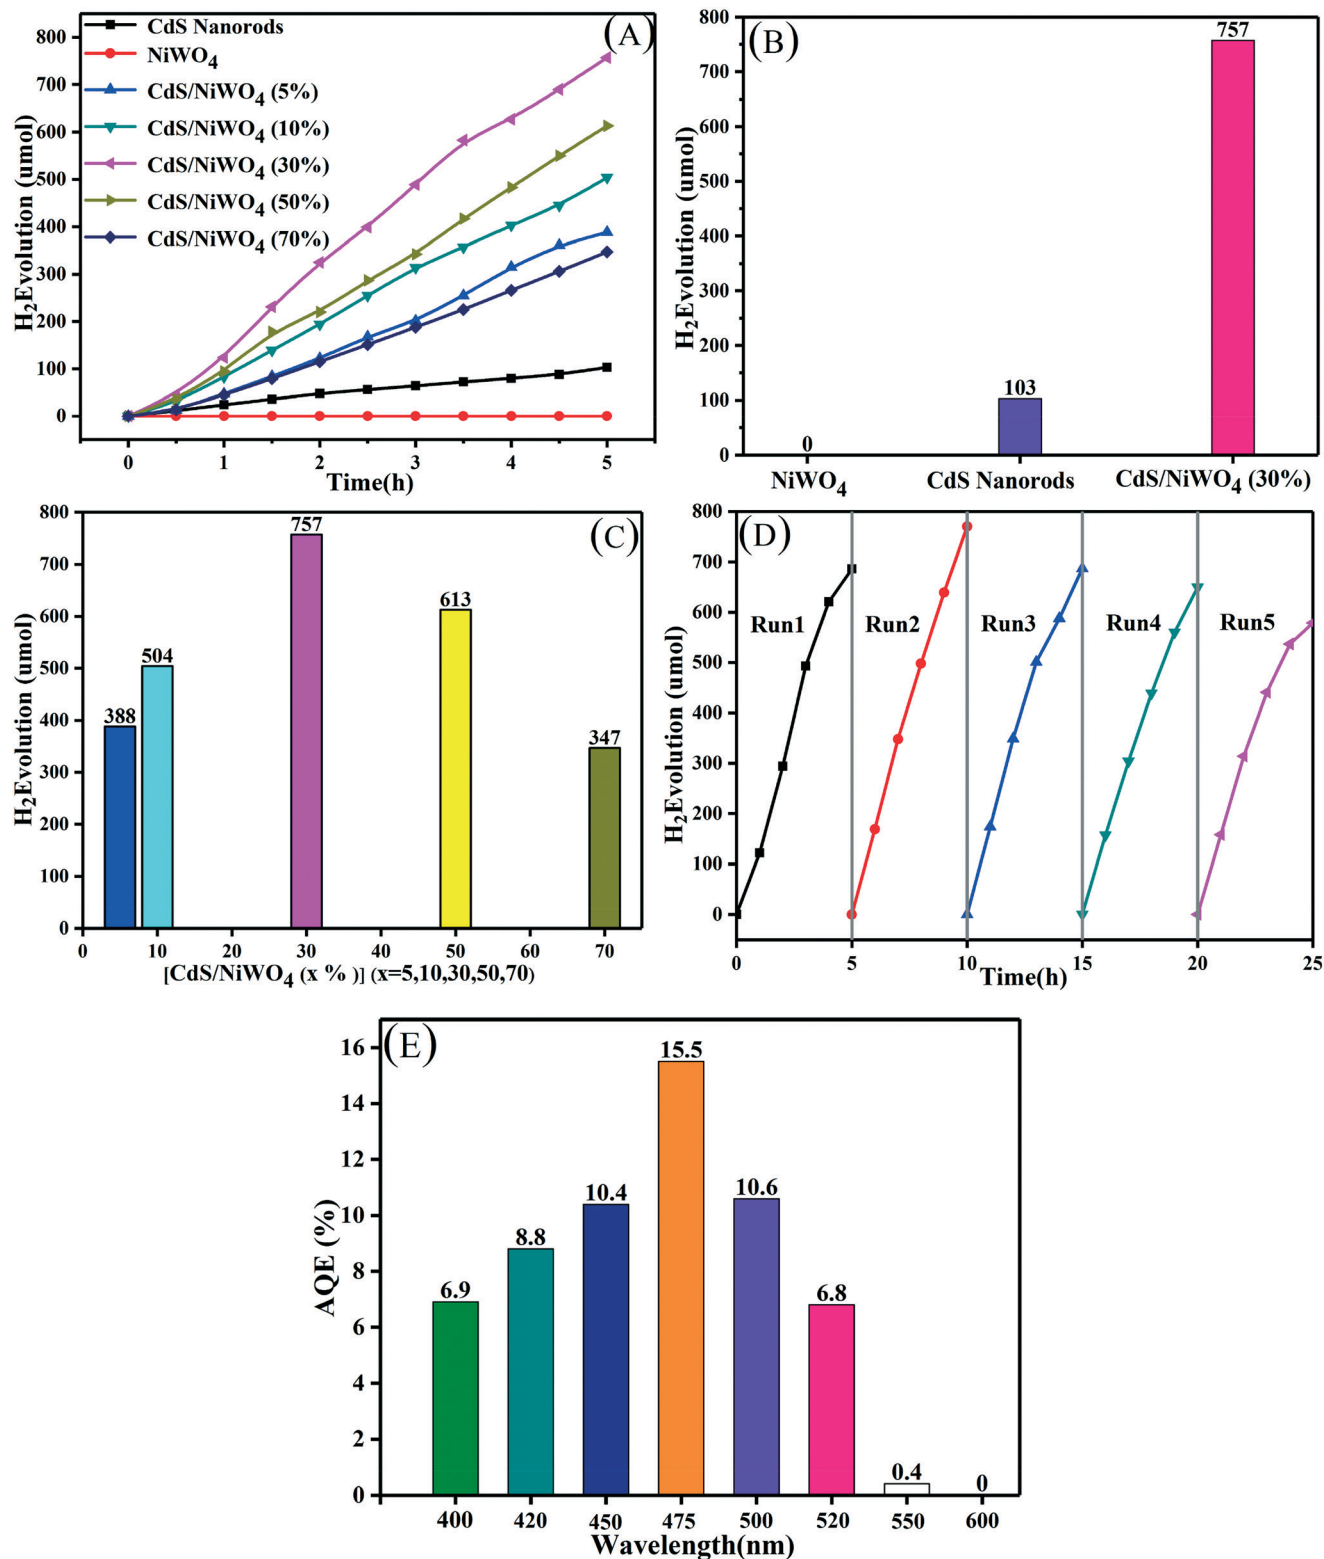 (A)
CdS Nanorods
NiWO4
CdS/NiWO4 (5%)
CdS/NiWO4 (10%)
CdS/NiWO4 (30%)
CdS/NiWO4 (50%)
CdS/NiWO4 (70%)
H2Evolution (umol)
800
700
600
500
400
300
200
100
0
0 1 2 3 4 5
Time(h)
(B)
H2Evolution (umol)
800
700
600
500
400
300
200
100
0
0
103
757
NiWO4 CdS Nanorods CdS/NiWO4 (30%)
(C)
H2Evolution (umol)
800
700
600
500
400
300
200
100
0
388
504
757
613
347
0 10 20 30 40 50 60 70
[CdS/NiWO4 (x % )] (x=5,10,30,50,70)
(D)
H2Evolution (umol)
800
700
600
500
400
300
200
100
0
Run1 Run2 Run3 Run4 Run5
0 5 10 15 20 25
Time(h)
(E)
AQE (%)
16
14
12
10
8
6
4
2
0
6.9
8.8
10.4
15.5
10.6
6.8
0.4
0
400 420 450 475 500 520 550 600
Wavelength(nm)